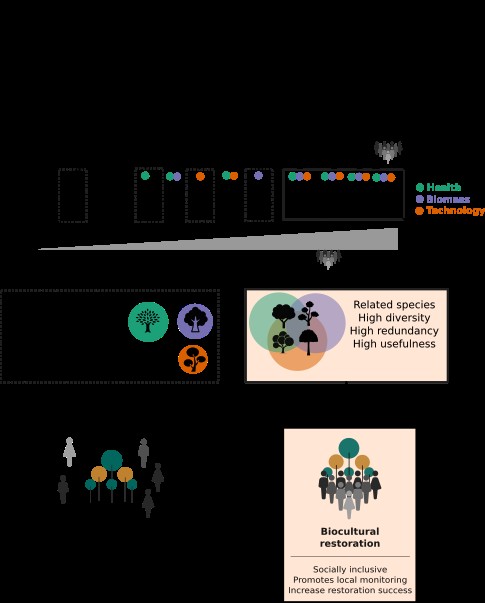 Health
Biomass
Technology
Related species
High diversity
High redundancy
High usefulness
Biocultural
restoration
Socially inclusive
Promotes local monitoring
Increase restoration success